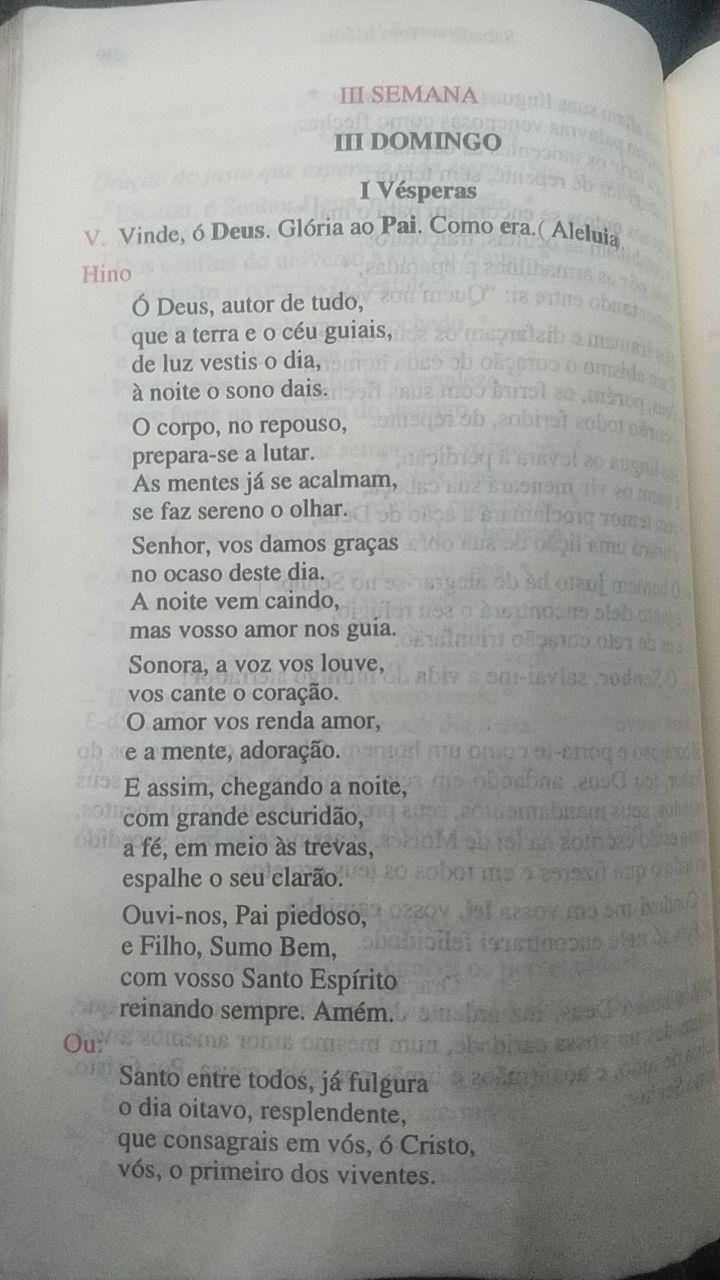 III SEMANA
III DOMINGO
I Vésperas
V. Vinde, ó Deus. Glória ao Pai. Como era.( Aleluia
Hino
Ó Deus, autor de tudo,
que a terra e o céu guiais,
de luz vestis o dia,
à noite o sono dais.
O corpo, no repouso,
prepara-se a lutar.
As mentes já se acalmam,
se faz sereno o olhar.
Senhor, vos damos graças
no ocaso deste dia.
A noite vem caindo,
mas vosso amor nos guia.
Sonora, a voz vos louve,
vos cante o coração.
O amor vos renda amor,
e a mente, adoração.
E assim, chegando a noite,
com grande escuridão,
a fé, em meio às trevas,
espalhe o seu clarão.
Ouvi-nos, Pai piedoso,
e Filho, Sumo Bem,
com vosso Santo Espírito
reinando sempre. Amém.
Ou:
Santo entre todos, já fulgura
o dia oitavo, resplendente,
que consagrais em vós, ó Cristo,
vós, o primeiro dos viventes.